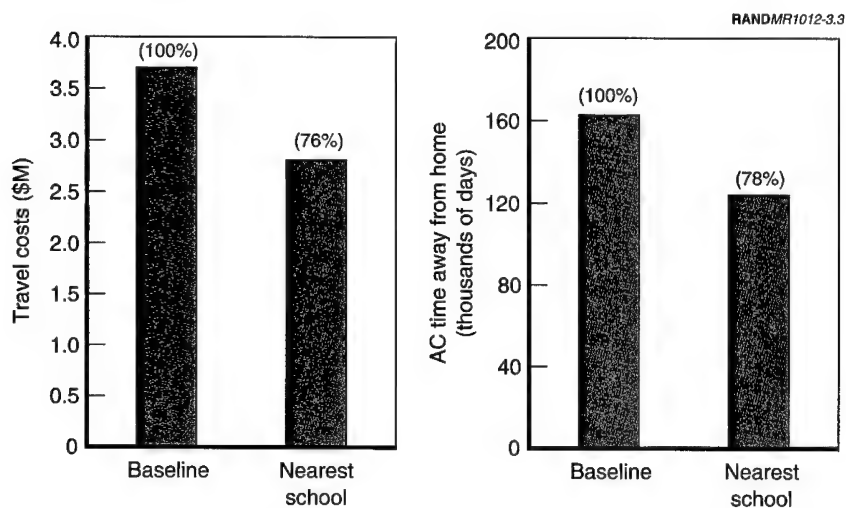 RANDMR1012-3.3
4.0
3.5
3.0
2.5
2.0
1.5
1.0
0.5
0
Travel costs ($M)
(100%)
(76%)
Baseline
Nearest
school
200
160
120
80
40
0
AC time away from home
(thousands of days)
(100%)
(78%)
Baseline
Nearest
school